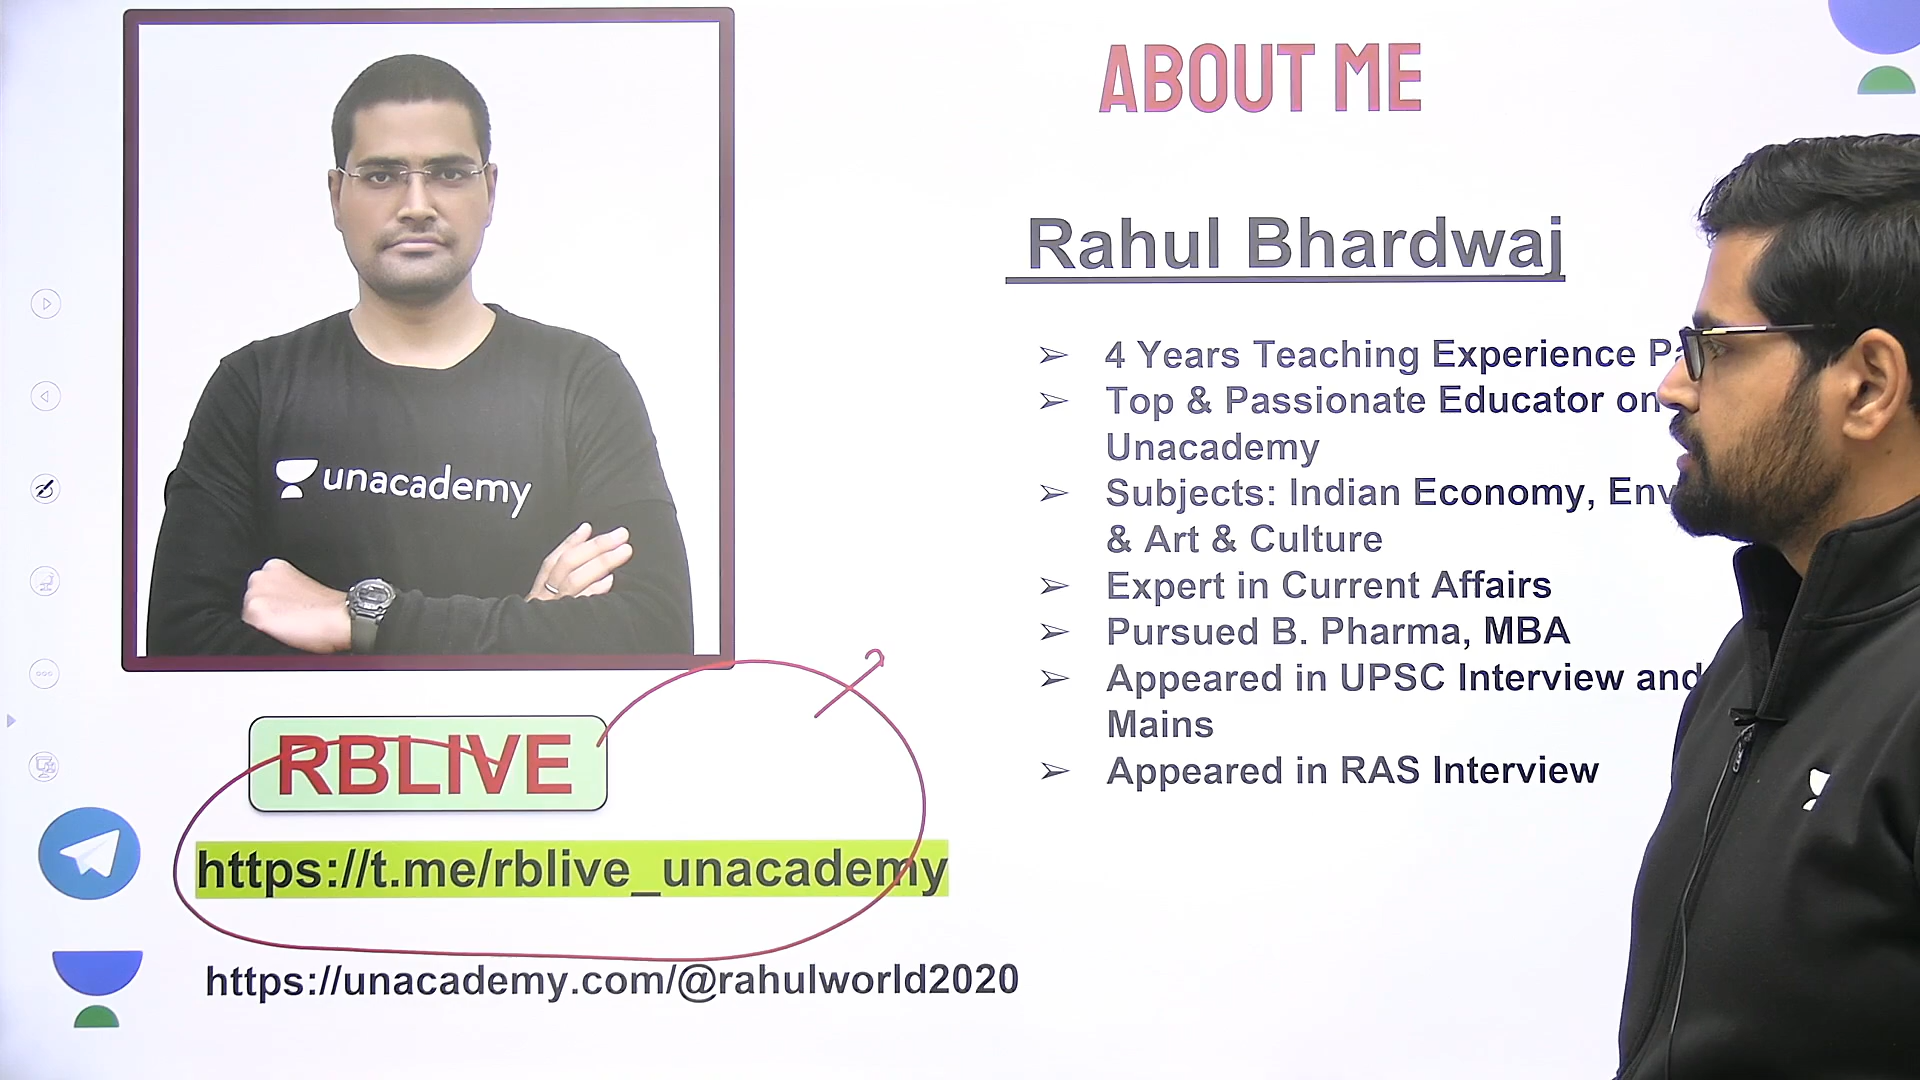 ABOUT ME
Rahul Bhardwaj
4 Years Teaching Experience
Top & Passionate Educator on
Unacademy
Subjects: Indian Economy,
& Art & Culture
Expert in Current Affairs
Pursued B. Pharma, MBA
Appeared in UPSC Interview and
Mains
Appeared in RAS Interview
unacademy
RBLIVE
https://t.me/rblive_unacademy
https://unacademy.com/@rahulworld2020